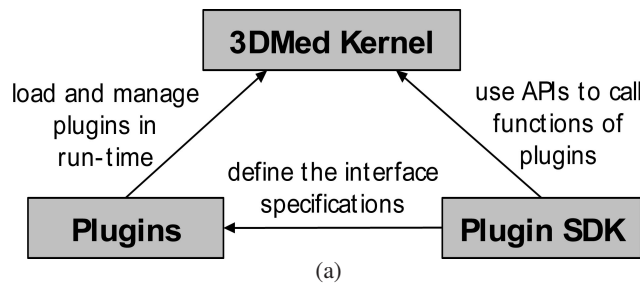 3DMed Kernel
load and manage
plugins in
run-time
use APIs to call
functions of
plugins
define the interface
specifications
Plugins
Plugin SDK
(a)